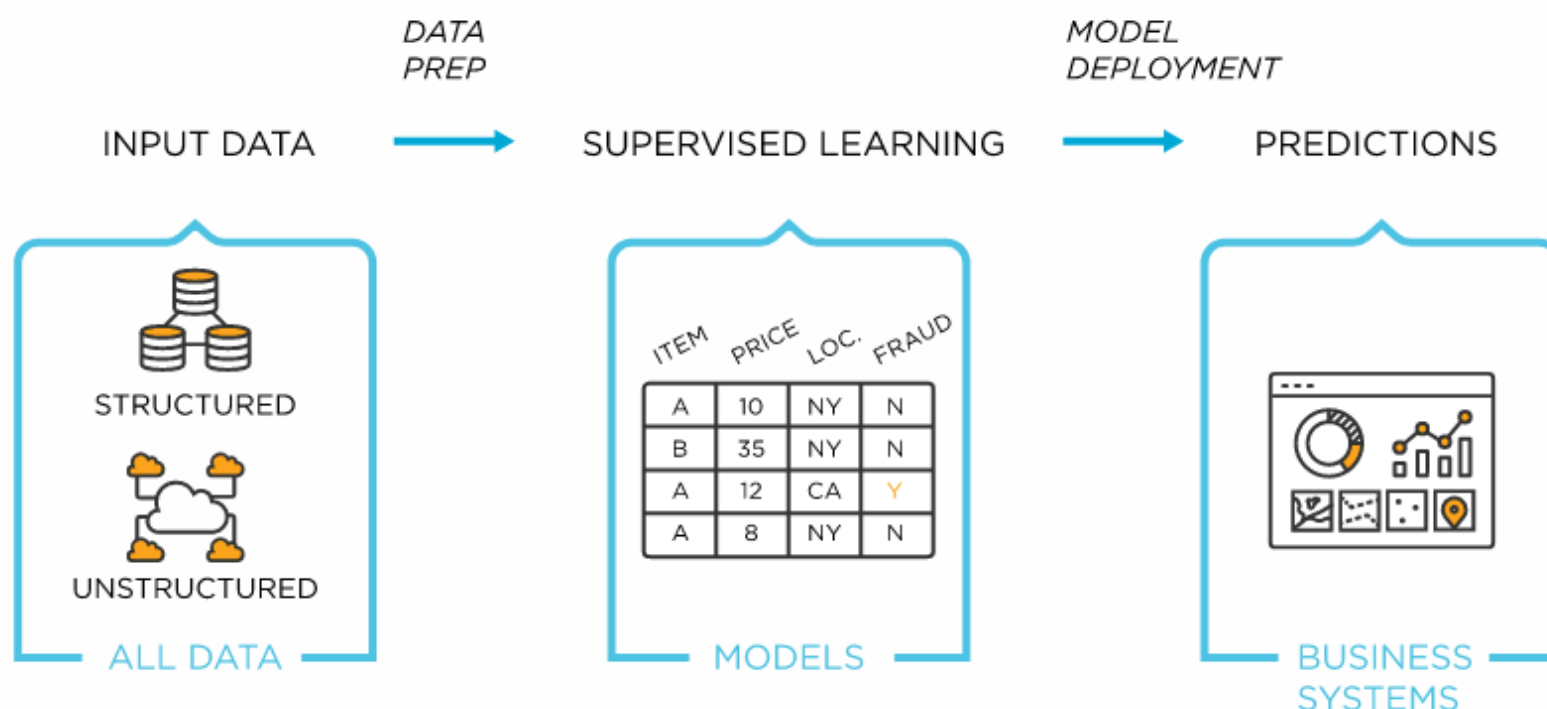 DATA
PREP
MODEL
DEPLOYMENT
INPUT DATA
SUPERVISED LEARNING
PREDICTIONS
STRUCTURED
UNSTRUCTURED
ALL DATA
ITEM PRICE LOC. FRAUD
A 10 NY N
B 35 NY N
A 12 CA Y
A 8 NY N
MODELS
BUSINESS
SYSTEMS